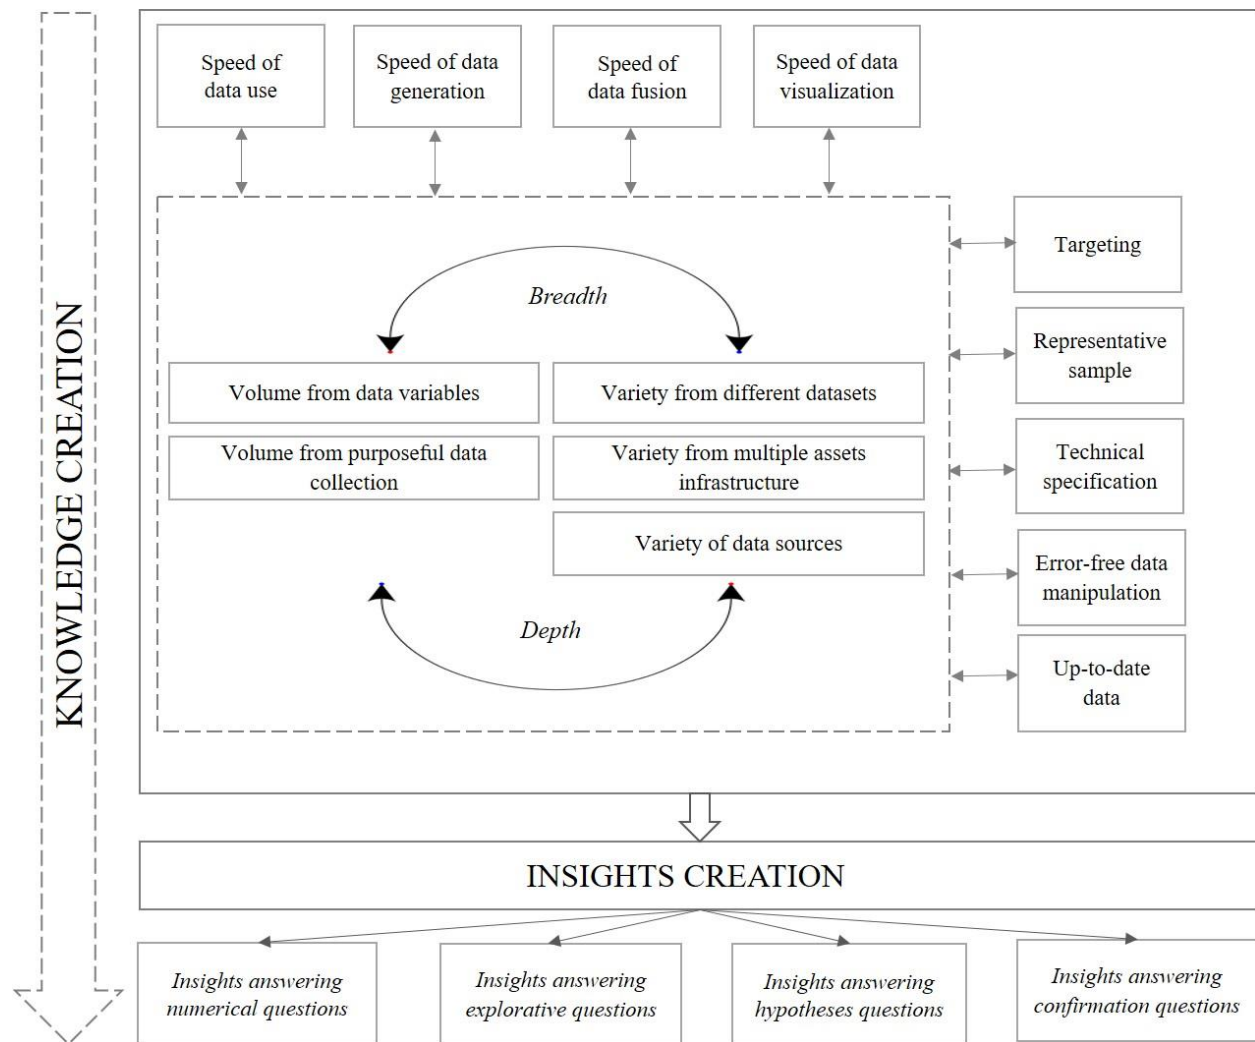 Speed of
data use
Speed of data
generation
Speed of
data fusion
Speed of data
visualization
KNOWLEDGE CREATION
Breadth
Volume from data variables
Variety from different datasets
Volume from purposeful data
collection
Variety from multiple assets
infrastructure
Variety of data sources
Depth
Targeting
Representative
sample
Technical
specification
Error-free data
manipulation
Up-to-date
data
INSIGHTS CREATION
Insights answering
numerical questions
Insights answering
explorative questions
Insights answering
hypotheses questions
Insights answering
confirmation questions